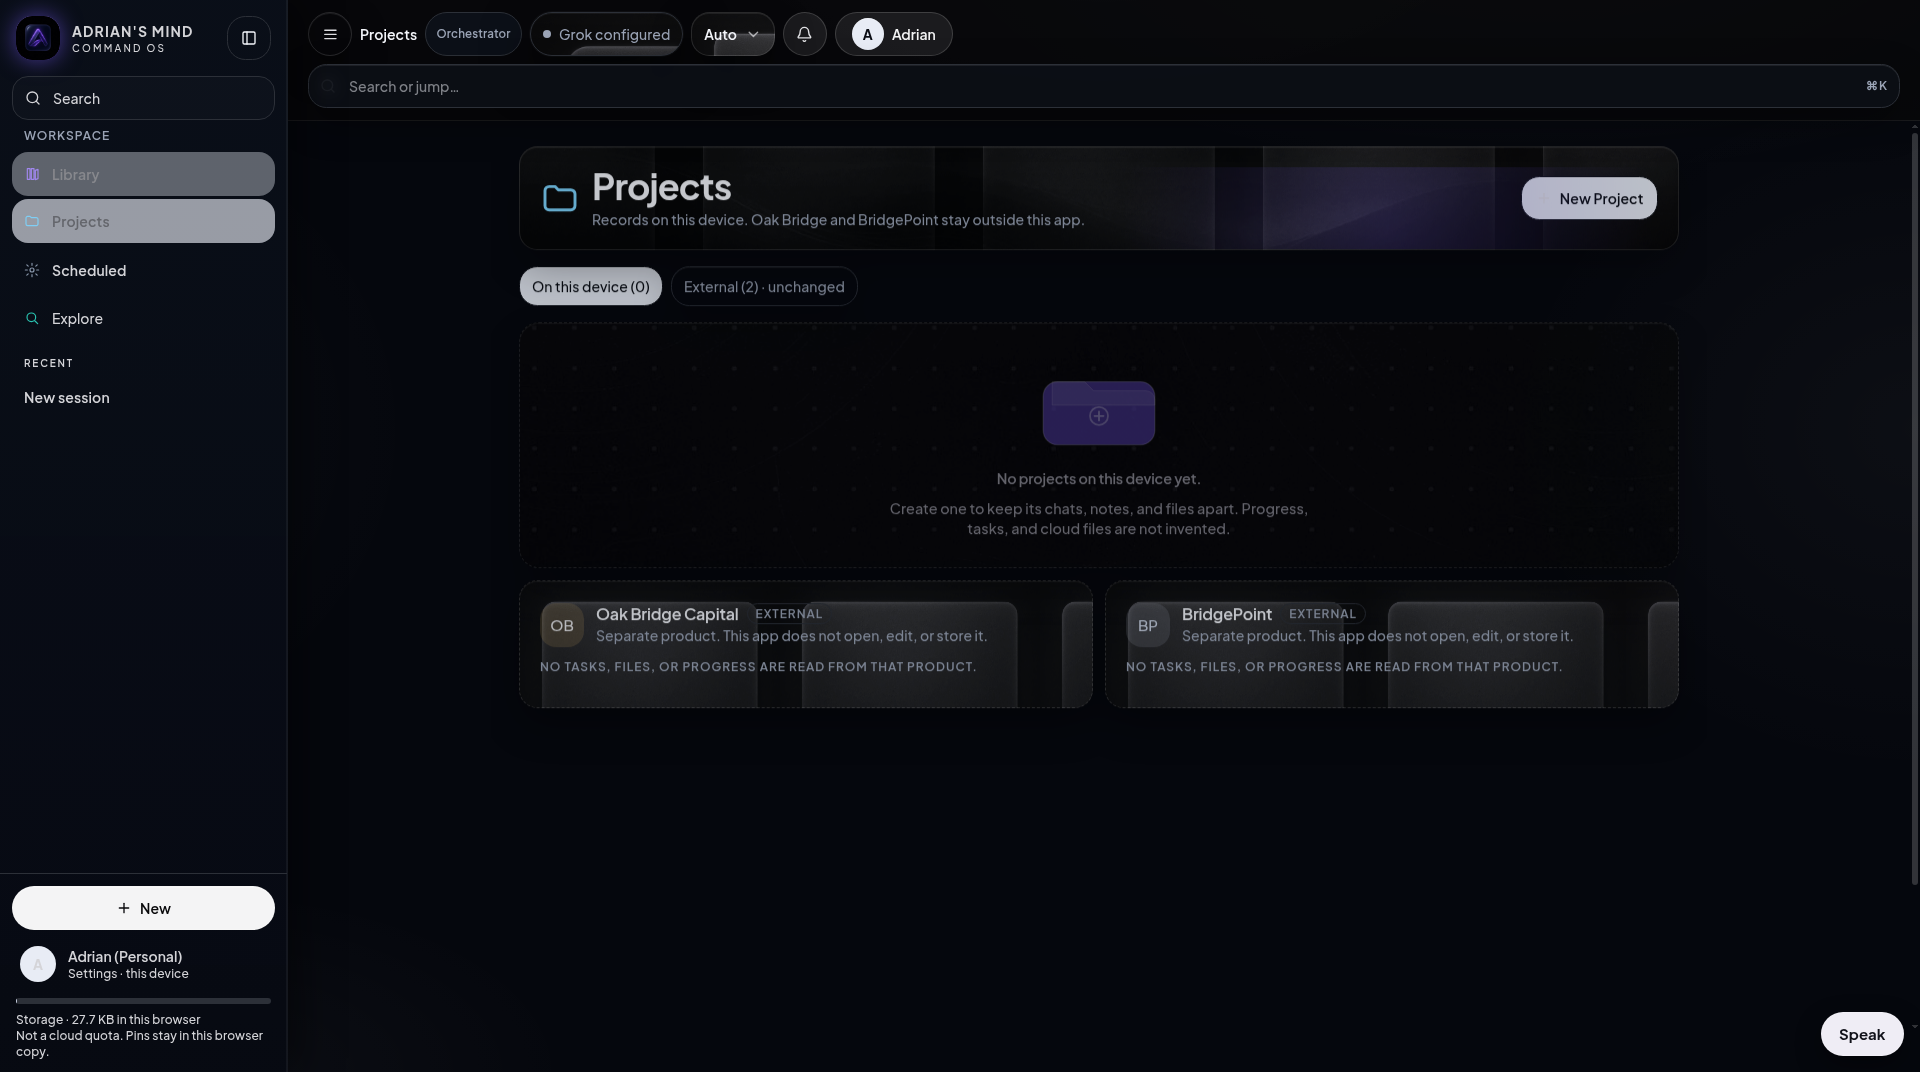 ADRIAN'S MIND
COMMAND OS
Search
WORKSPACE
Library
Projects
Scheduled
Explore
RECENT
New session
New
A
Adrian (Personal)
Settings · this device
Storage · 27.7 KB in this browser
Not a cloud quota. Pins stay in this browser
copy.
Projects
Orchestrator
Grok configured
Auto
A
Adrian
Search or jump…
⌘K
Projects
Records on this device. Oak Bridge and BridgePoint stay outside this app.
New Project
On this device (0)
External (2) · unchanged
No projects on this device yet.
Create one to keep its chats, notes, and files apart. Progress,
tasks, and cloud files are not invented.
OB
Oak Bridge Capital
EXTERNAL
Separate product. This app does not open, edit, or store it.
NO TASKS, FILES, OR PROGRESS ARE READ FROM THAT PRODUCT.
BP
BridgePoint
EXTERNAL
Separate product. This app does not open, edit, or store it.
NO TASKS, FILES, OR PROGRESS ARE READ FROM THAT PRODUCT.
Speak